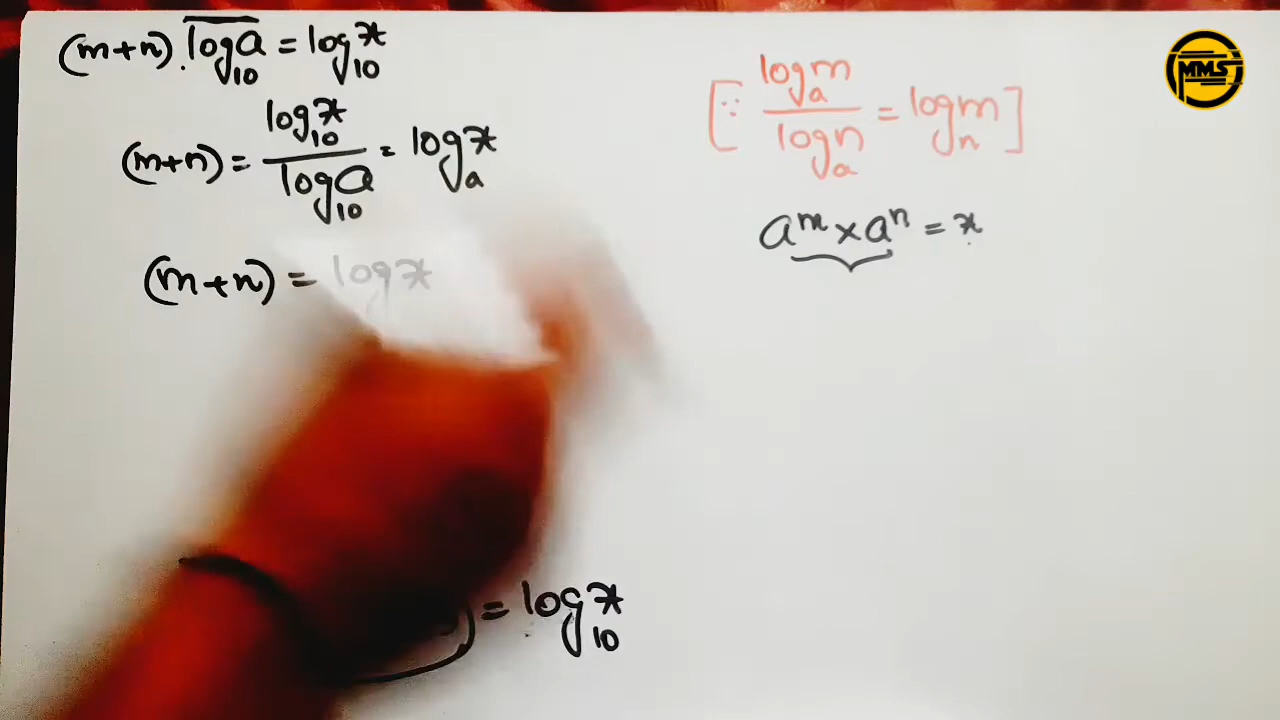 (m+n) . log₁₀ a = log₁₀ x
(m+n) = log₁₀ x / log₁₀ a = logₐ x
(m+n) = log x
= log₁₀ x
[∵ logₐ m / logₐ n = logₙ m]
aᵐ × aⁿ = x
MMS